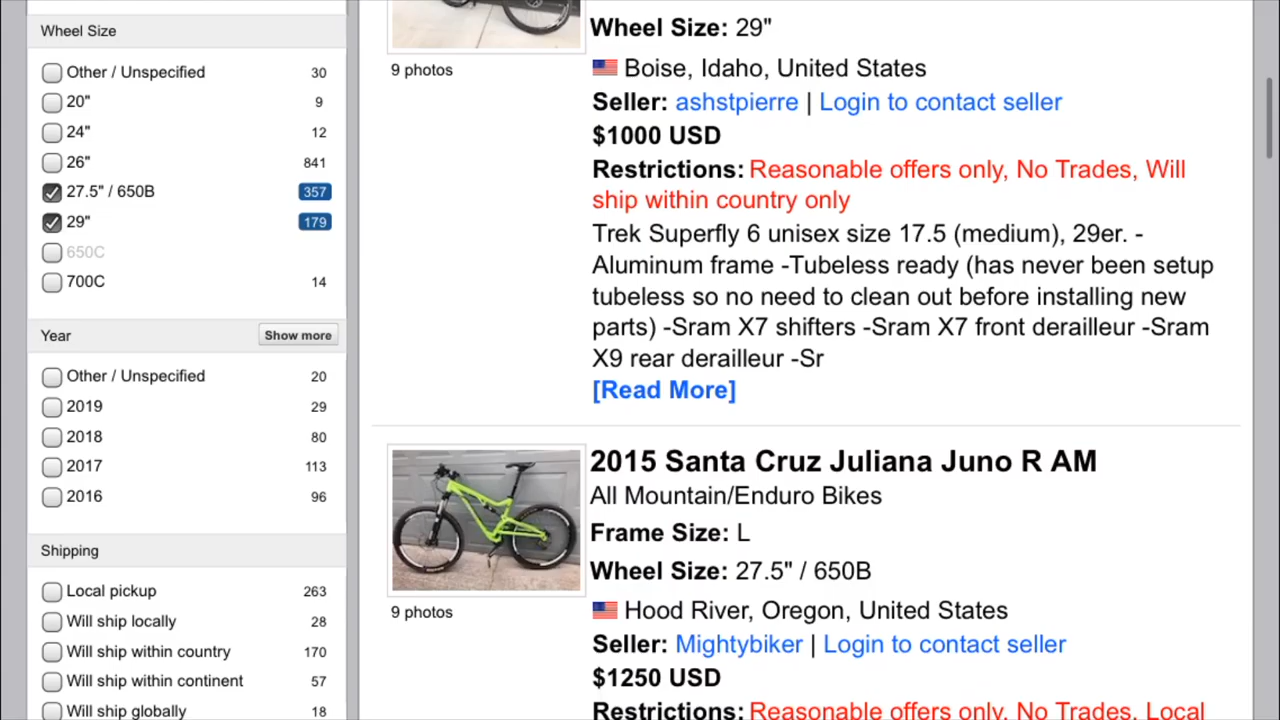 Wheel Size
Other / Unspecified 30
20" 9
24" 12
26" 841
27.5" / 650B 357
29" 179
650C
700C 14
Year Show more
Other / Unspecified 20
2019 29
2018 80
2017 113
2016 96
Shipping
Local pickup 263
Will ship locally 28
Will ship within country 170
Will ship within continent 57
Will ship globally 18
9 photos
Wheel Size: 29"
Boise, Idaho, United States
Seller: ashstpierre | Login to contact seller
$1000 USD
Restrictions: Reasonable offers only, No Trades, Will
ship within country only
Trek Superfly 6 unisex size 17.5 (medium), 29er. -
Aluminum frame -Tubeless ready (has never been setup
tubeless so no need to clean out before installing new
parts) -Sram X7 shifters -Sram X7 front derailleur -Sram
X9 rear derailleur -Sr
[Read More]
9 photos
2015 Santa Cruz Juliana Juno R AM
All Mountain/Enduro Bikes
Frame Size: L
Wheel Size: 27.5" / 650B
Hood River, Oregon, United States
Seller: Mightybiker | Login to contact seller
$1250 USD
Restrictions: Reasonable offers only, No Trades, Local